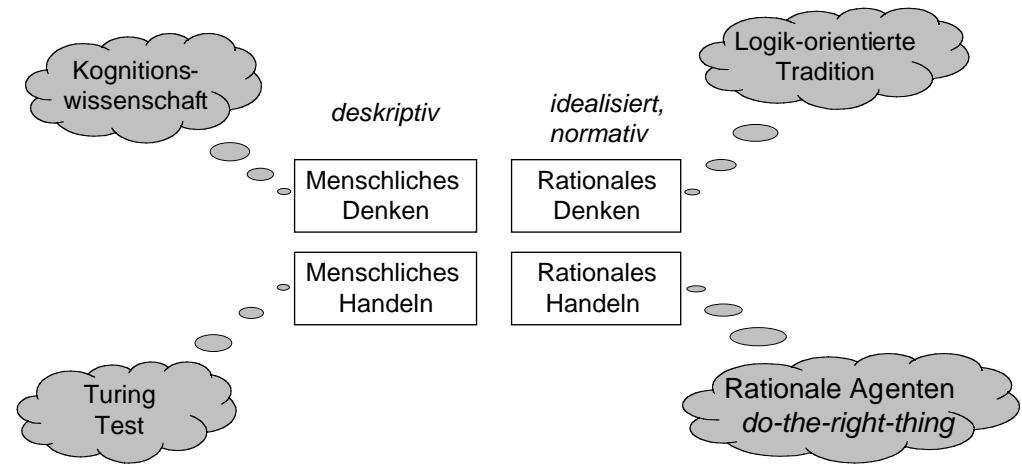 Kognitions-
wissenschaft
Logik-orientierte
Tradition
deskriptiv
idealisiert,
normativ
Menschliches
Denken
Rationales
Denken
Menschliches
Handeln
Rationales
Handeln
Turing
Test
Rationale Agenten
do-the-right-thing